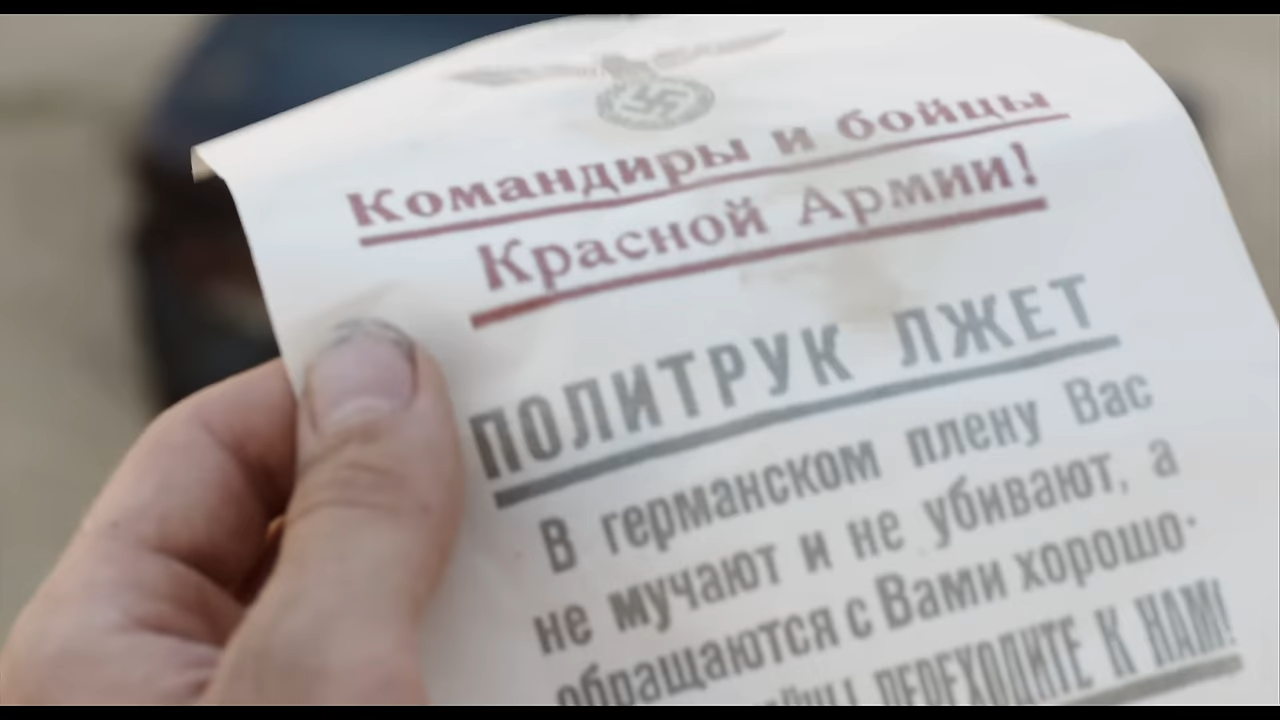 Командиры и бойцы
Красной Армии!
ПОЛИТРУК ЛЖЕТ
В германском плену Вас
не мучают и не убивают, а
обращаются с Вами хорошо.
ПЕРЕХОДИТЕ К НАМ!